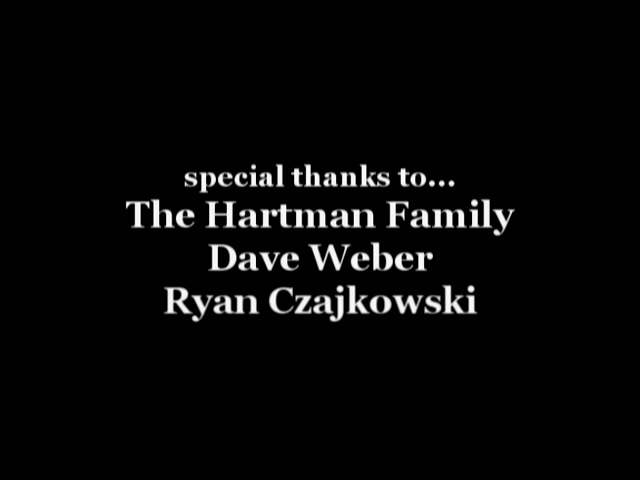 special thanks to...
The Hartman Family
Dave Weber
Ryan Czajkowski